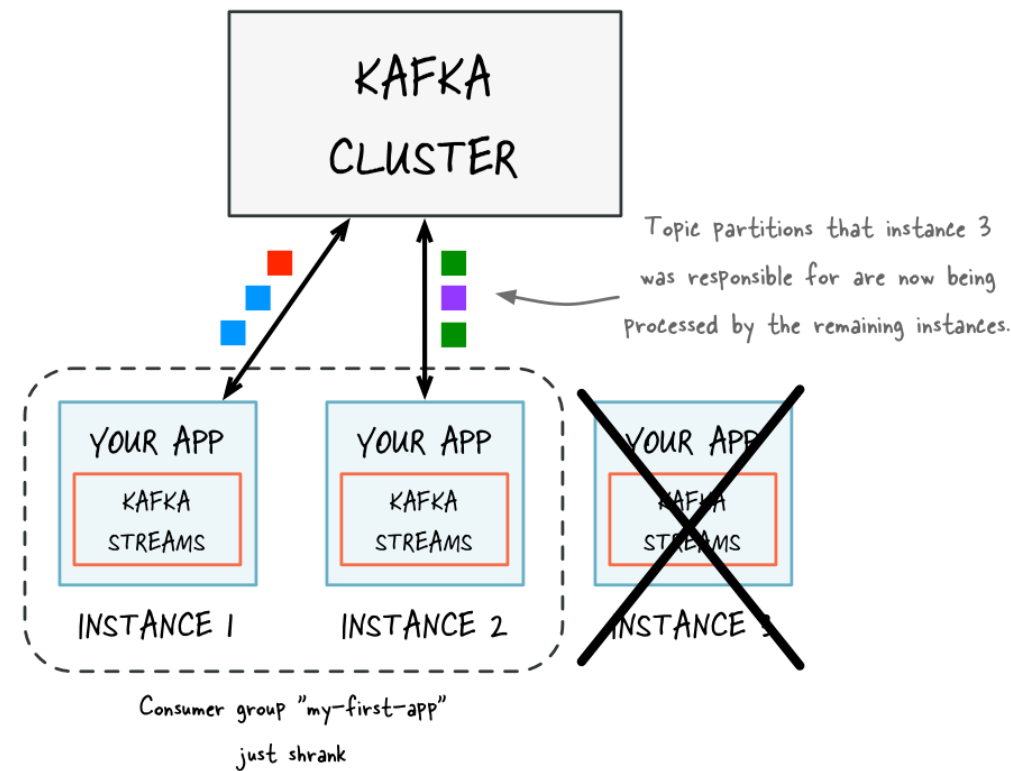 KAFKA
CLUSTER
Topic partitions that instance 3
was responsible for are now being
processed by the remaining instances.
YOUR APP
KAFKA
STREAMS
INSTANCE 1
YOUR APP
KAFKA
STREAMS
INSTANCE 2
YOUR APP
KAFKA
STREAMS
INSTANCE 3
Consumer group "my-first-app"
just shrank